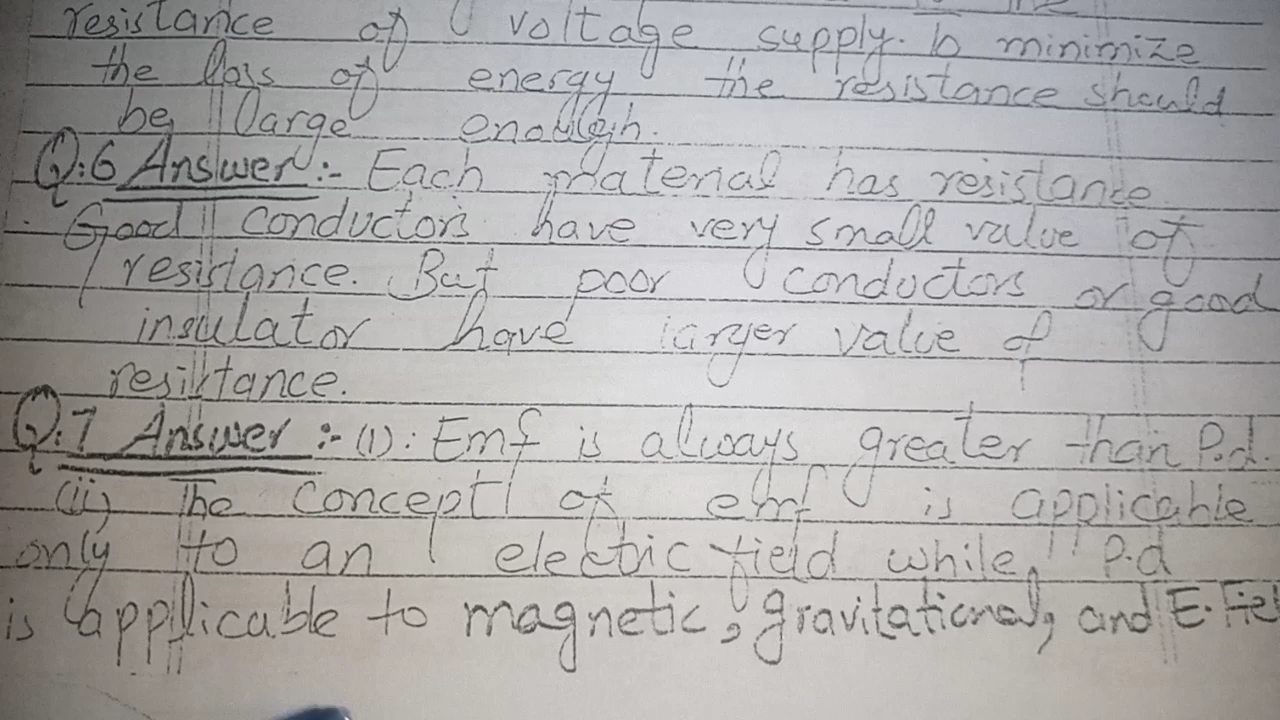 resistance of voltage supply. to minimize
the loss of energy the resistance should
be large enough.
Q.6 Answer :- Each material has resistance
Good conductors have very small value of
resistance. But poor conductors or good
insulator have larger value of
resistance.
Q.7 Answer :- (i): Emf is always greater than P.d.
(ii) The concept of emf is applicable
only to an electric field while P.d
is applicable to magnetic, gravitational, and E. Fiel